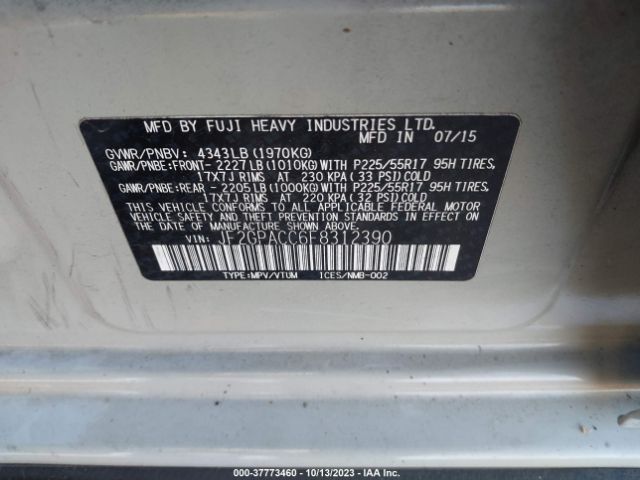 MFD BY FUJI HEAVY INDUSTRIES LTD.
MFD IN 07/15
GVWR/PNBV: 4343LB(1970KG)
GAWR/PNBE:FRONT-2227LB(1010KG)WITH P225/55R17 95H TIRES,
17X7J RIMS AT 230 KPA(33 PSI)COLD
GAWR/PNBE:REAR -2205LB(1000KG)WITH P225/55R17 95H TIRES,
17X7J RIMS AT 220 KPA(32 PSI)COLD
THIS VEHICLE CONFORMS TO ALL APPLICABLE FEDERAL MOTOR
VEHICLE SAFETY AND THEFT PREVENTION STANDARDS IN
EFFECT ON THE DATE OF MANUFACTURE SHOWN ABOVE.
VIN: JF2GPACC6F8312390
TYPE:MPV/VTUM ICES/NMB-002
000-37773460 - 10/13/2023 - IAA Inc.